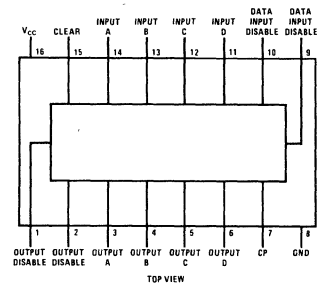 DATA DATA
INPUT INPUT INPUT INPUT INPUT INPUT
VCC CLEAR A B C D DISABLE DISABLE
16 15 14 13 12 11 10 9
1 2 3 4 5 6 7 8
OUTPUT OUTPUT OUTPUT OUTPUT OUTPUT OUTPUT CP GND
DISABLE DISABLE A B C D
TOP VIEW